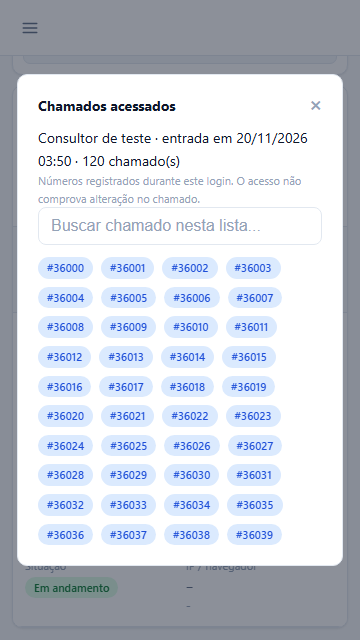 Chamados acessados
×
Consultor de teste · entrada em 20/11/2026
03:50 · 120 chamado(s)
Números registrados durante este login. O acesso não
comprova alteração no chamado.
Buscar chamado nesta lista...
#36000 #36001 #36002 #36003
#36004 #36005 #36006 #36007
#36008 #36009 #36010 #36011
#36012 #36013 #36014 #36015
#36016 #36017 #36018 #36019
#36020 #36021 #36022 #36023
#36024 #36025 #36026 #36027
#36028 #36029 #36030 #36031
#36032 #36033 #36034 #36035
#36036 #36037 #36038 #36039
Situação IP / navegador
Em andamento –
-